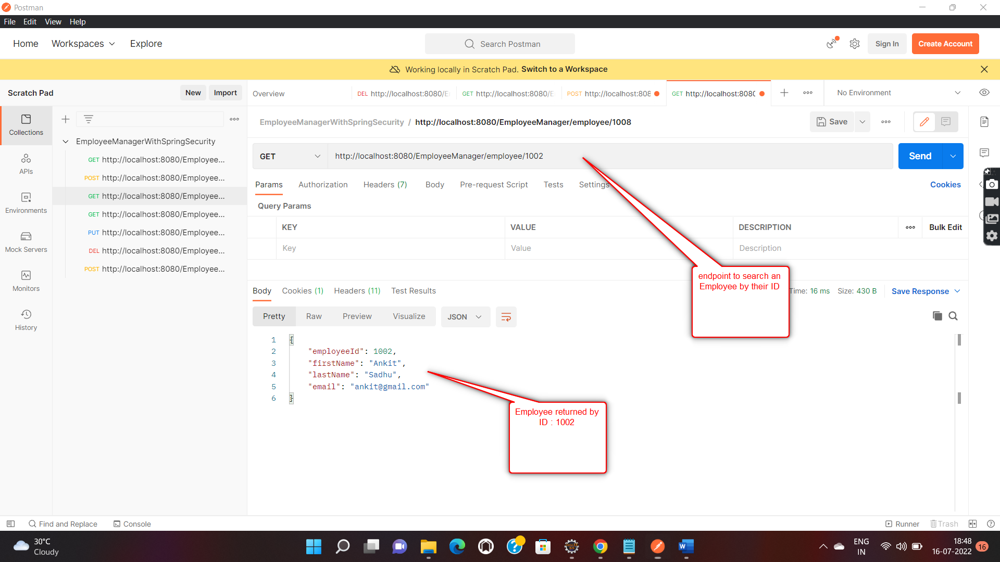 Postman
File Edit View Help
Home Workspaces Explore Search Postman Sign In Create Account
Working locally in Scratch Pad. Switch to a Workspace
Scratch Pad New Import Overview DEL http://localhost:8080/E GET http://localhost:8080/E POST http://localhost:808 GET http://localhost:8080 No Environment
Collections
APIs
Environments
Mock Servers
Monitors
History
EmployeeManagerWithSpringSecurity
GET http://localhost:8080/Employee...
POST http://localhost:8080/Employee...
GET http://localhost:8080/Employee...
GET http://localhost:8080/Employee...
PUT http://localhost:8080/Employee...
DEL http://localhost:8080/Employee...
POST http://localhost:8080/Employee...
EmployeeManagerWithSpringSecurity / http://localhost:8080/EmployeeManager/employee/1008 Save
GET http://localhost:8080/EmployeeManager/employee/1002 Send
Params Authorization Headers (7) Body Pre-request Script Tests Settings Cookies
Query Params
KEY VALUE DESCRIPTION Bulk Edit
Key Value Description
endpoint to search an
Employee by their ID
Body Cookies (1) Headers (11) Test Results Time: 16 ms Size: 430 B Save Response
Pretty Raw Preview Visualize JSON
1 {
2 "employeeId": 1002,
3 "firstName": "Ankit",
4 "lastName": "Sadhu",
5 "email": "ankit@gmail.com"
6 }
Employee returned by
ID : 1002
Find and Replace Console Runner Trash
30°C
Cloudy
ENG
IN
18:48
16-07-2022
16